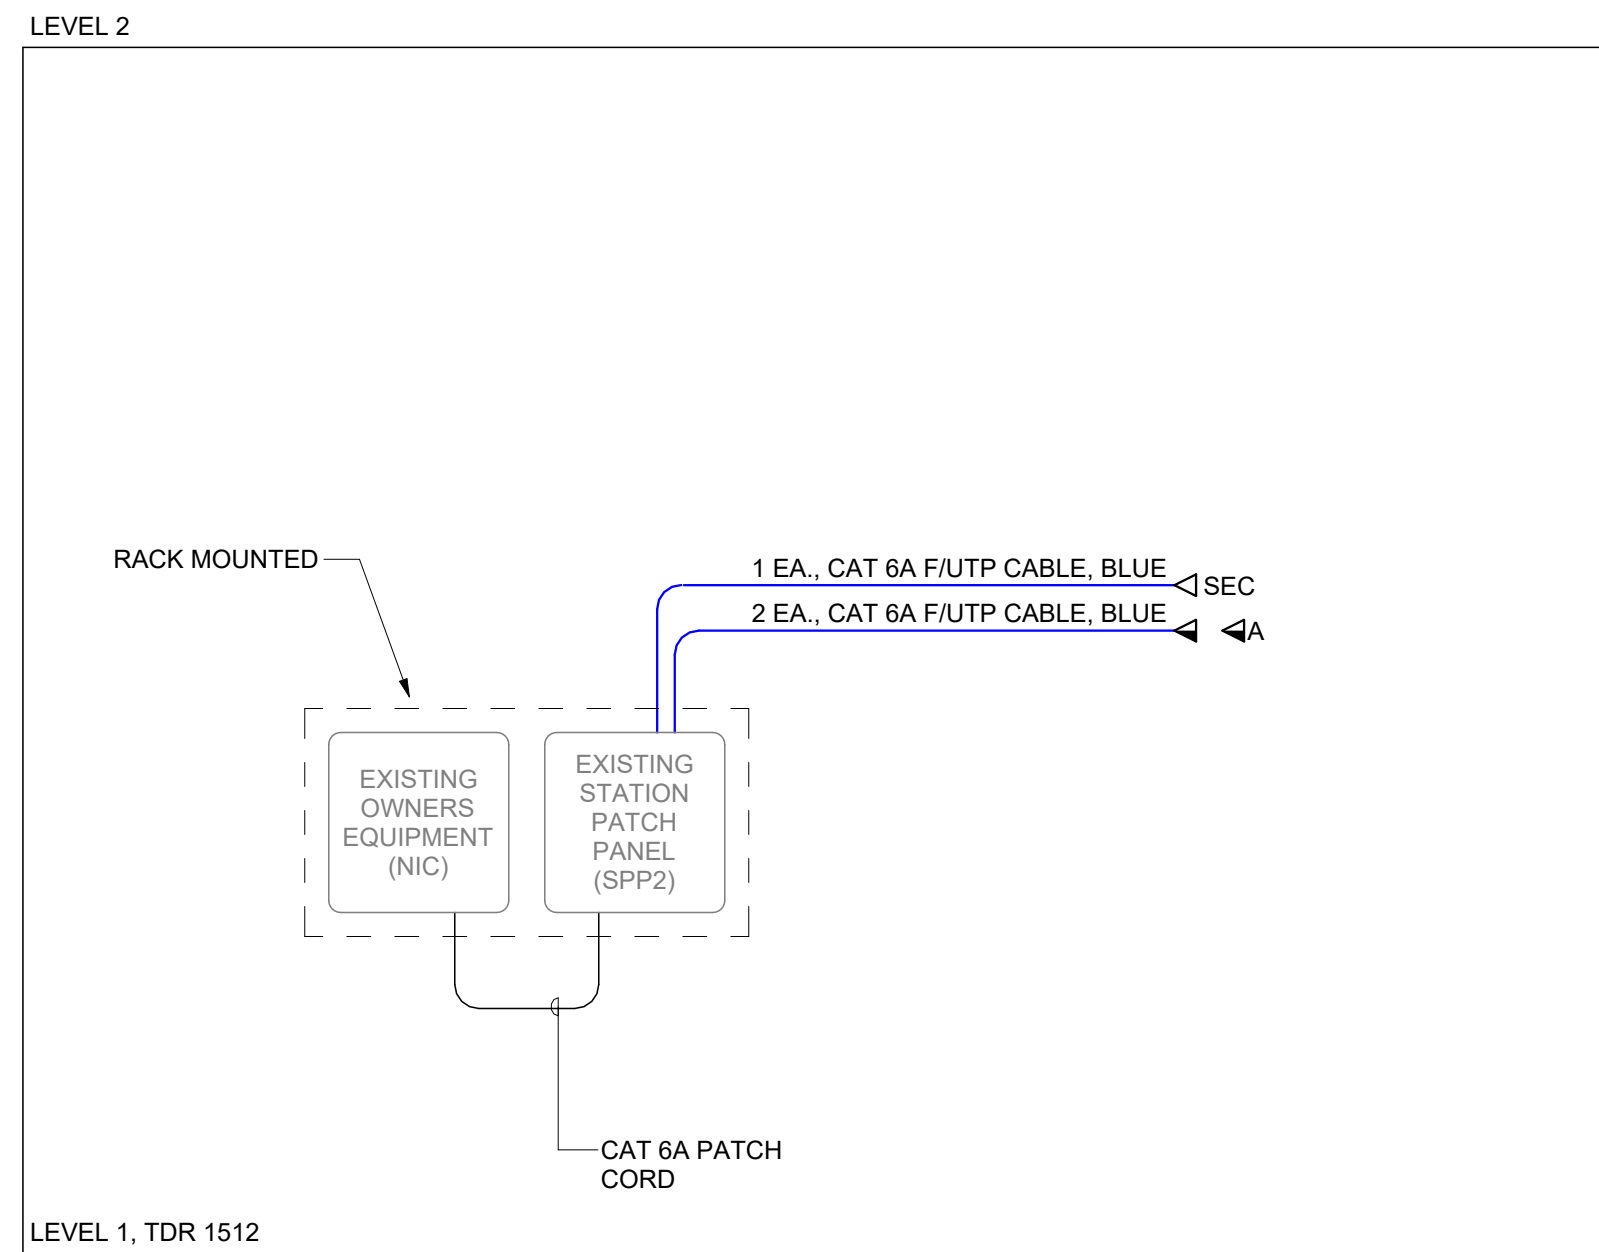 LEVEL 2
RACK MOUNTED
1 EA., CAT 6A F/UTP CABLE, BLUE
SEC
2 EA., CAT 6A F/UTP CABLE, BLUE
A
EXISTING
OWNERS
EQUIPMENT
(NIC)
EXISTING
STATION
PATCH
PANEL
(SPP2)
CAT 6A PATCH
CORD
LEVEL 1, TDR 1512